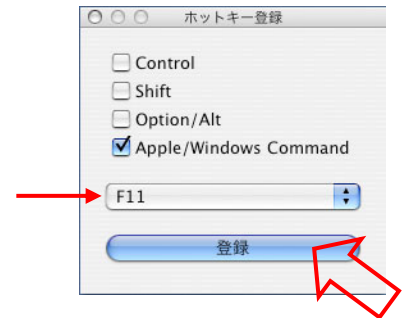 ホットキー登録
Control
Shift
Option/Alt
Apple/Windows Command
F11
登録